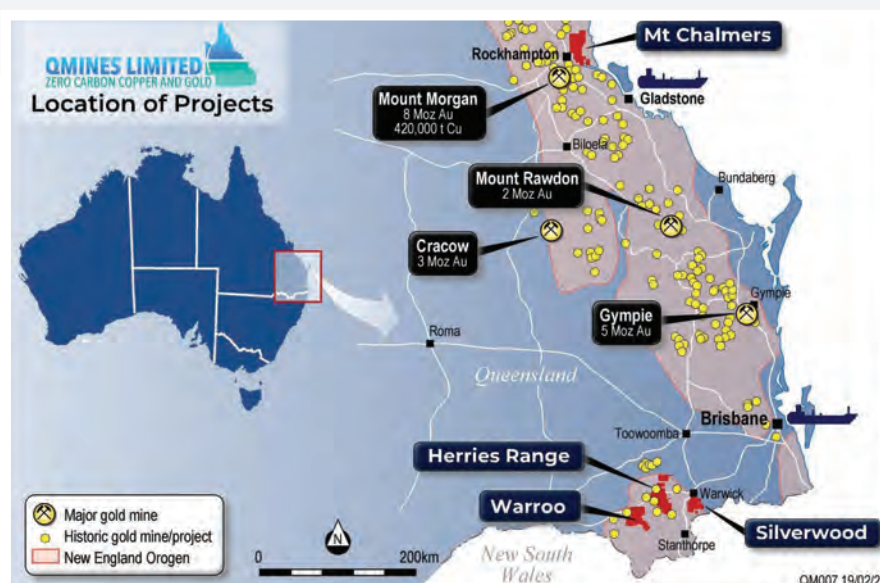 QMINES LIMITED
ZERO CARBON COPPER AND GOLD
Location of Projects
Mt Chalmers
Rockhampton
Mount Morgan
8 Moz Au
420,000 t Cu
Gladstone
Biloela
Mount Rawdon
2 Moz Au
Bundaberg
Cracow
3 Moz Au
Gympie
Gympie
5 Moz Au
Roma
Queensland
Brisbane
Toowoomba
Herries Range
Warroo
Warwick
Silverwood
Stanthorpe
New South
Wales
Major gold mine
Historic gold mine/project
New England Orogen
N
0
200km
QM007 19/02/